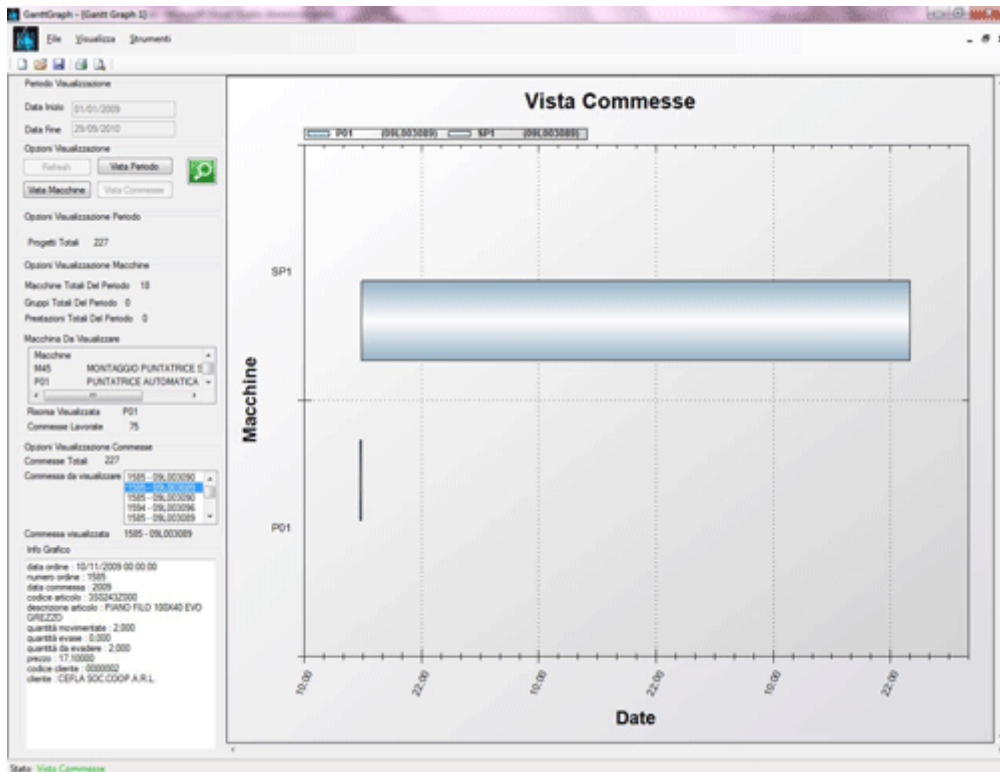 GanttGraph - [Gantt Graph 1]
File Visualizza Strumenti
Periodo Visualizzazione
Data Inizio 01/01/2009
Data Fine 29/09/2010
Opzioni Visualizzazione
Refresh Vista Periodo
Vista Macchine Vista Commesse
Opzioni Visualizzazione Periodo
Progetti Totali 227
Opzioni Visualizzazione Macchine
Macchine Totali Del Periodo 18
Gruppi Totali Del Periodo 0
Prestazioni Totali Del Periodo 0
Macchina Da Visualizzare
Macchine
M45 MONTAGGIO PUNTATRICE S
P01 PUNTATRICE AUTOMATICA
Risorsa Visualizzata P01
Commesse Lavorate 75
Opzioni Visualizzazione Commesse
Commesse Totali 227
Commessa da visualizzare 1585 - 09L003090
1585 - 09L003089
1585 - 09L003090
1594 - 09L003096
1585 - 09L003089
Commessa visualizzata 1585 - 09L003089
Info Grafico
data ordine : 10/11/2009 00:00:00
numero ordine : 1585
data commessa : 2009
codice articolo : 350243Z000
descrizione articolo : PIANO FILO 100X40 EVO
GREZZO
quantità movimentate : 2,000
quantità evase : 0,000
quantità da evadere : 2,000
prezzo : 17,10000
codice cliente : 0000002
cliente : CEFLA SOC.COOP A.R.L.
Stato Vista Commesse
Vista Commesse
P01 (09L003089) SP1 (09L003089)
SP1
P01
Macchine
10:00 22:00 10:00 22:00 10:00 22:00
Date